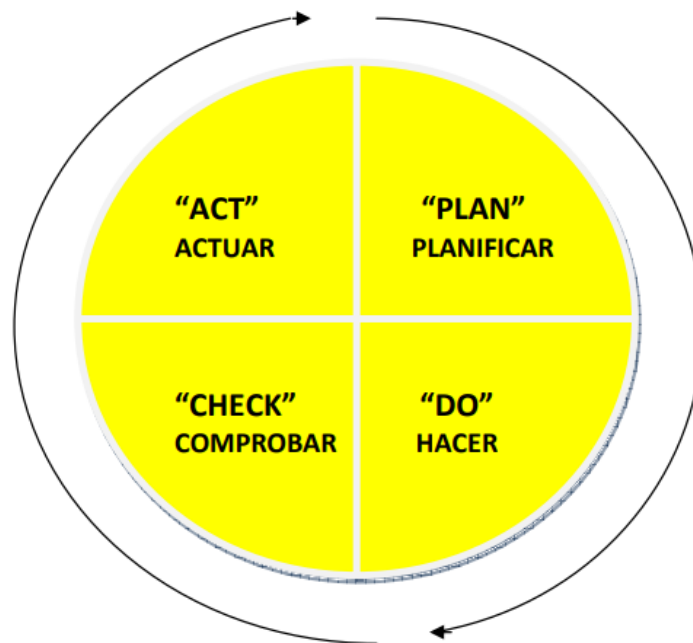 “ACT”
ACTUAR
“PLAN”
PLANIFICAR
“CHECK”
COMPROBAR
“DO”
HACER